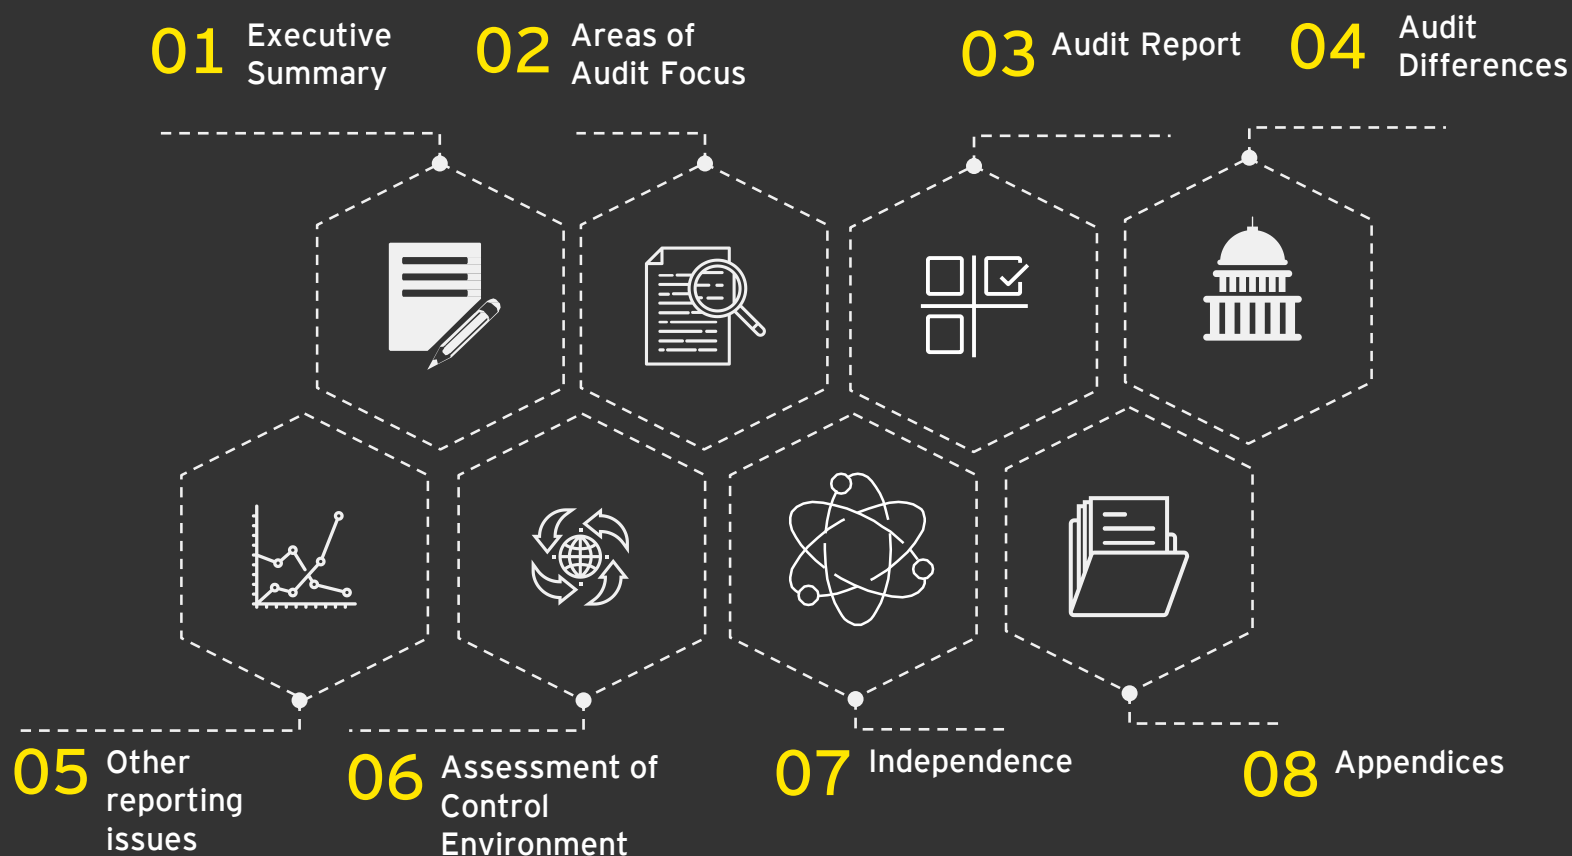 01
Executive
Summary
02
Areas of
Audit Focus
03
Audit Report
04
Audit
Differences
05
Other
reporting
issues
06
Assessment of
Control
Environment
07
Independence
08
Appendices